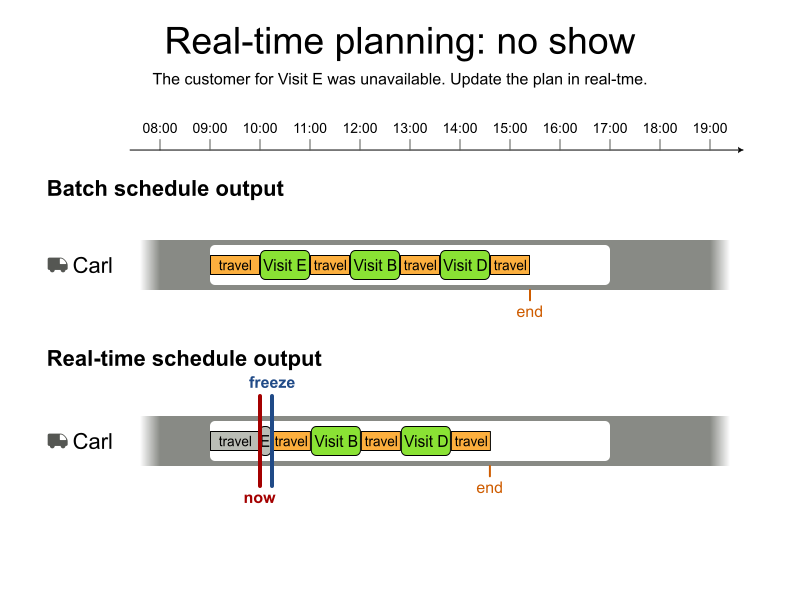 Real-time planning: no show
The customer for Visit E was unavailable. Update the plan in real-tme.
08:00 09:00 10:00 11:00 12:00 13:00 14:00 15:00 16:00 17:00 18:00 19:00
Batch schedule output
Carl travel Visit E travel Visit B travel Visit D travel
end
Real-time schedule output
freeze
Carl travel E travel Visit B travel Visit D travel
end
now